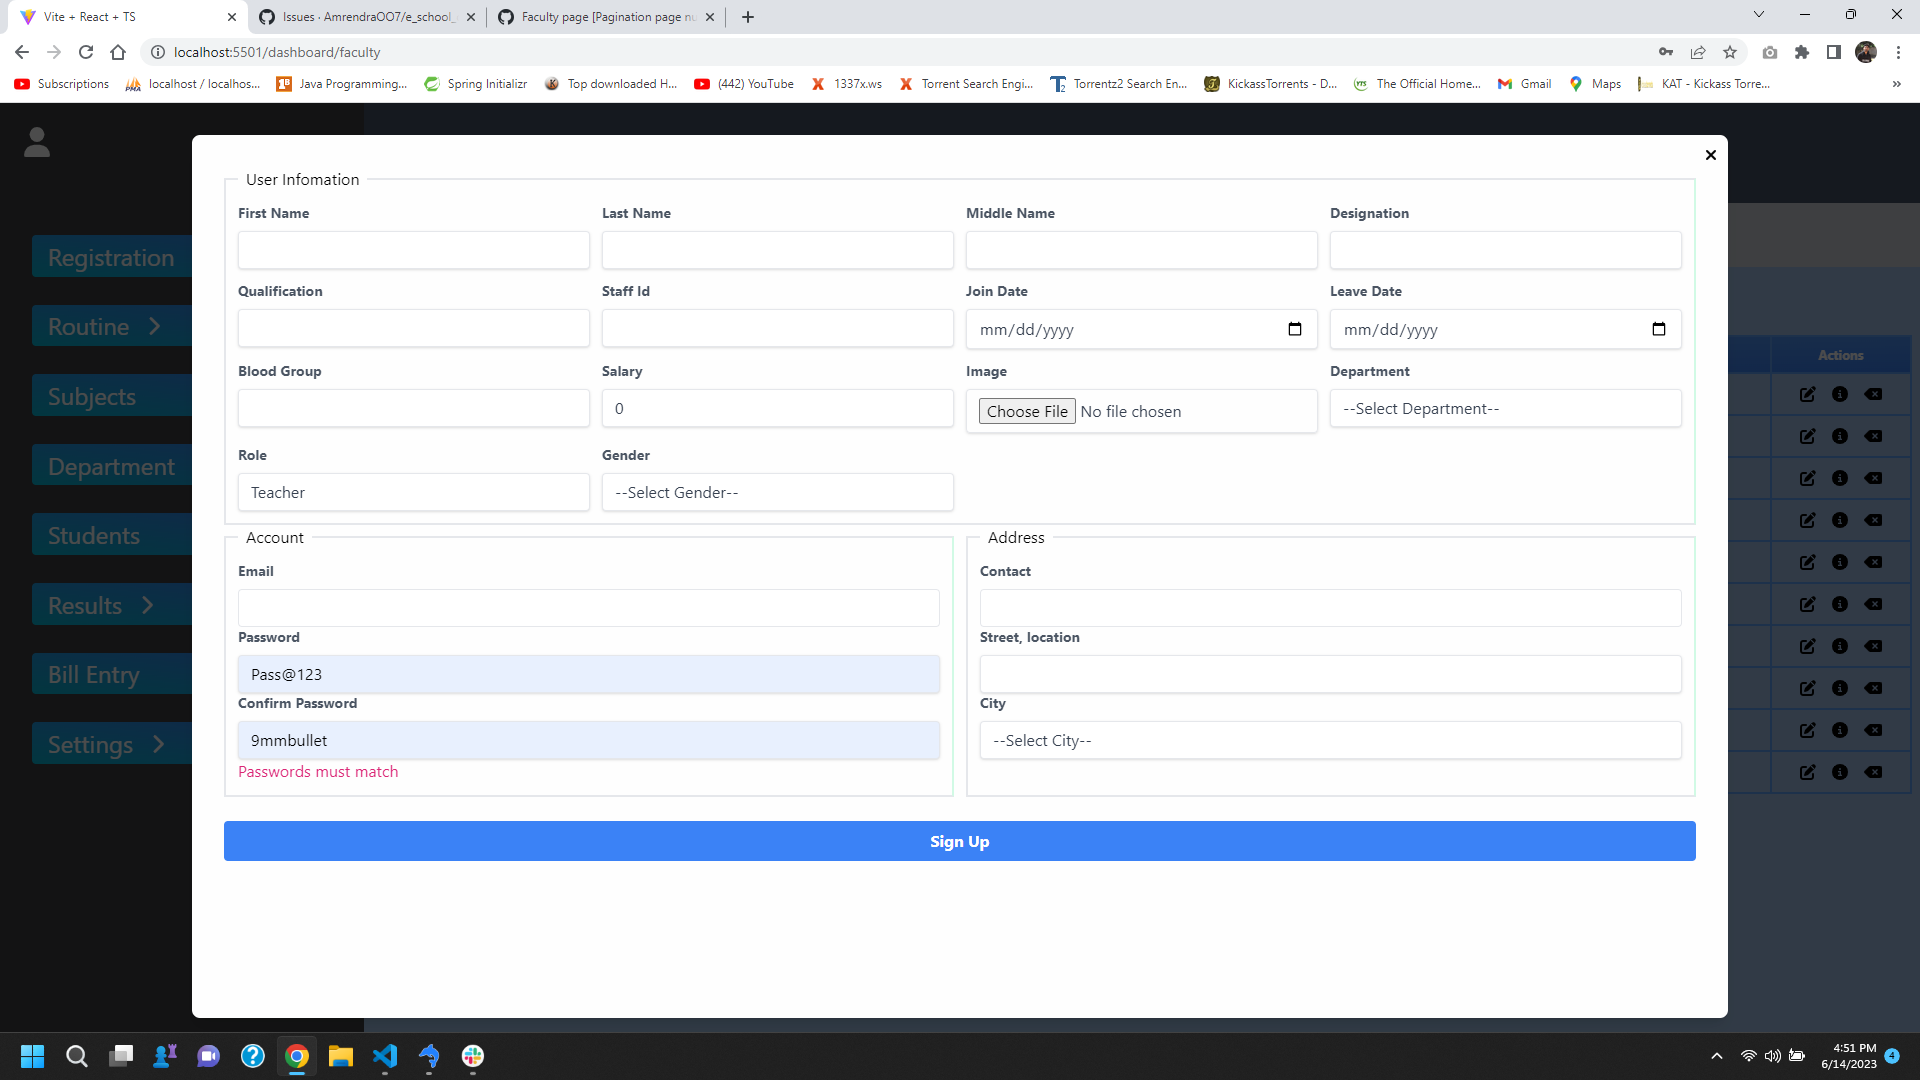 Vite + React + TS
Issues · AmrendraOO7/e_school_
Faculty page [Pagination page nu
localhost:5501/dashboard/faculty
Subscriptions
localhost / localhos...
Java Programming...
Spring Initializr
Top downloaded H...
(442) YouTube
1337x.ws
Torrent Search Engi...
Torrentz2 Search En...
KickassTorrents - D...
The Official Home...
Gmail
Maps
KAT - Kickass Torre...
»
User Infomation
First Name
Last Name
Middle Name
Designation
Qualification
Staff Id
Join Date
Leave Date
mm/dd/yyyy
mm/dd/yyyy
Blood Group
Salary
Image
Department
0
Choose File No file chosen
--Select Department--
Role
Gender
Teacher
--Select Gender--
Account
Email
Password
Pass@123
Confirm Password
9mmbullet
Passwords must match
Address
Contact
Street, location
City
--Select City--
Sign Up
Registration
Routine
Subjects
Department
Students
Results
Bill Entry
Settings
Actions
4:51 PM
6/14/2023
4